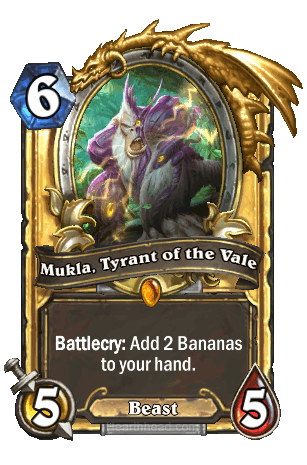 6
Mukla, Tyrant of the Vale
Battlecry: Add 2 Bananas
to your hand.
5
Beast
5